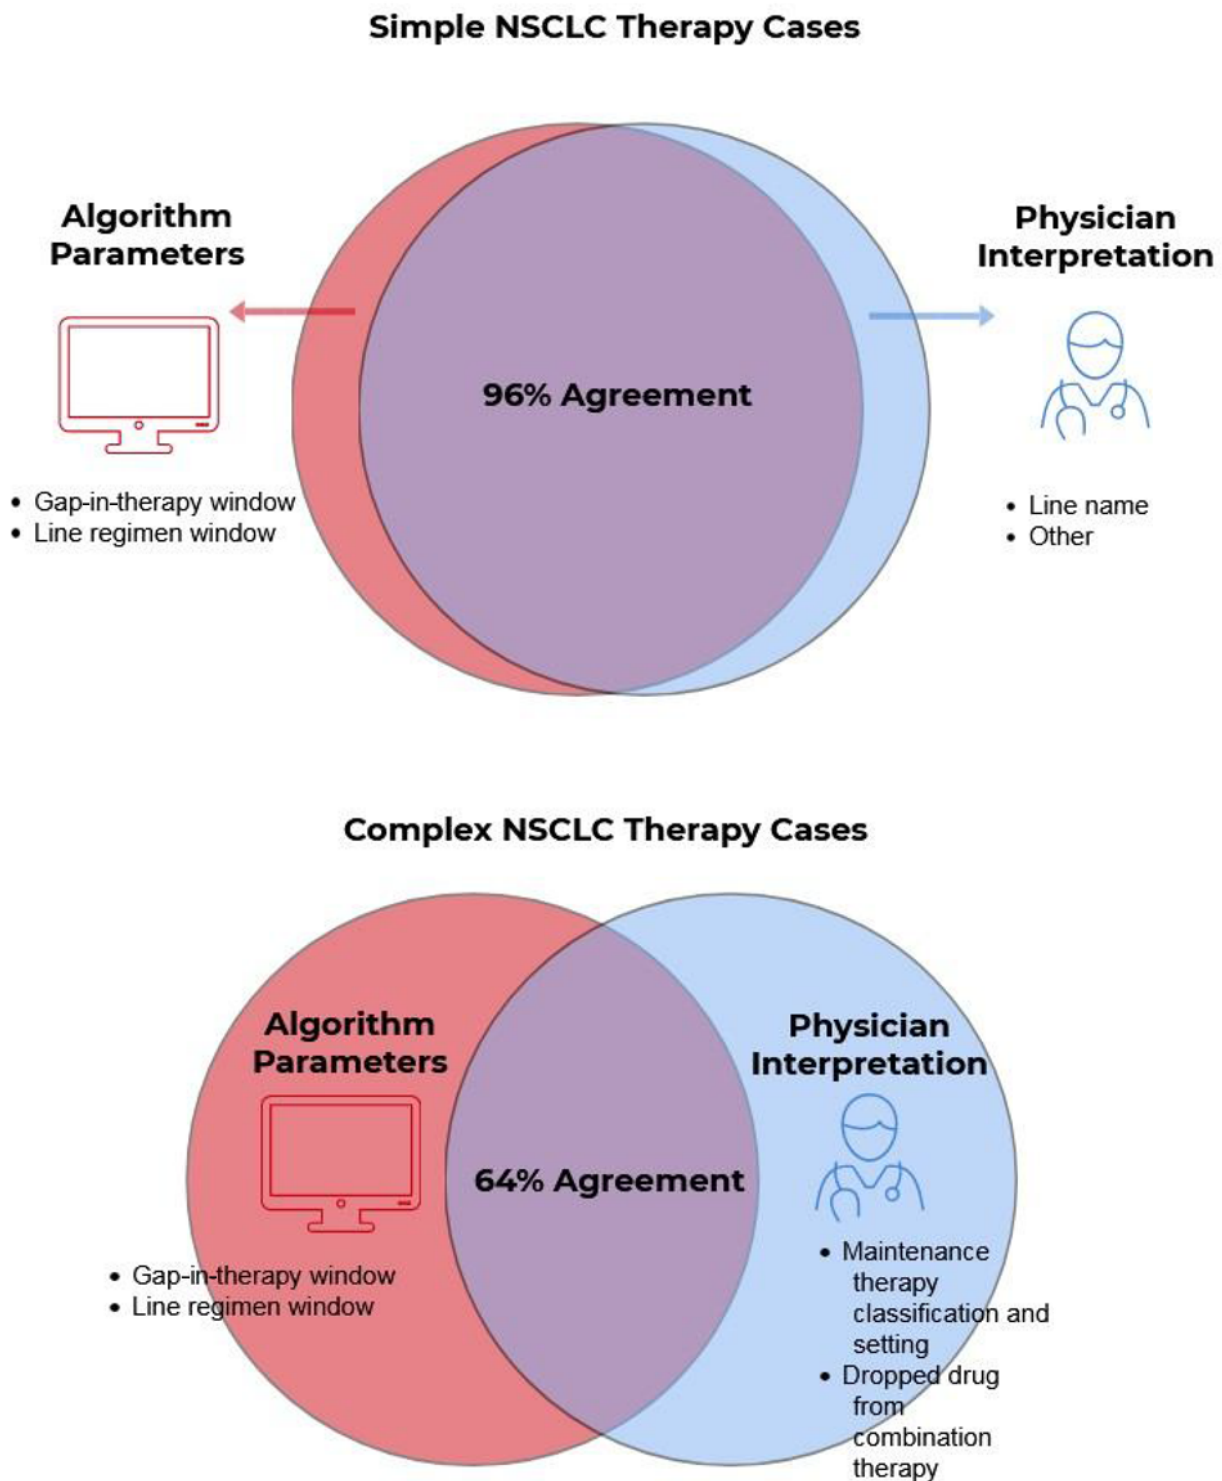 Simple NSCLC Therapy Cases
Algorithm
Parameters
• Gap-in-therapy window
• Line regimen window
96% Agreement
Physician
Interpretation
• Line name
• Other
Complex NSCLC Therapy Cases
Algorithm
Parameters
• Gap-in-therapy window
• Line regimen window
64% Agreement
Physician
Interpretation
• Maintenance
therapy
classification and
setting
• Dropped drug
from
combination
therapy